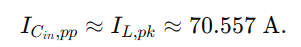 I_{C_{in},pp} ≈ I_{L,pk} ≈ 70.557 A.